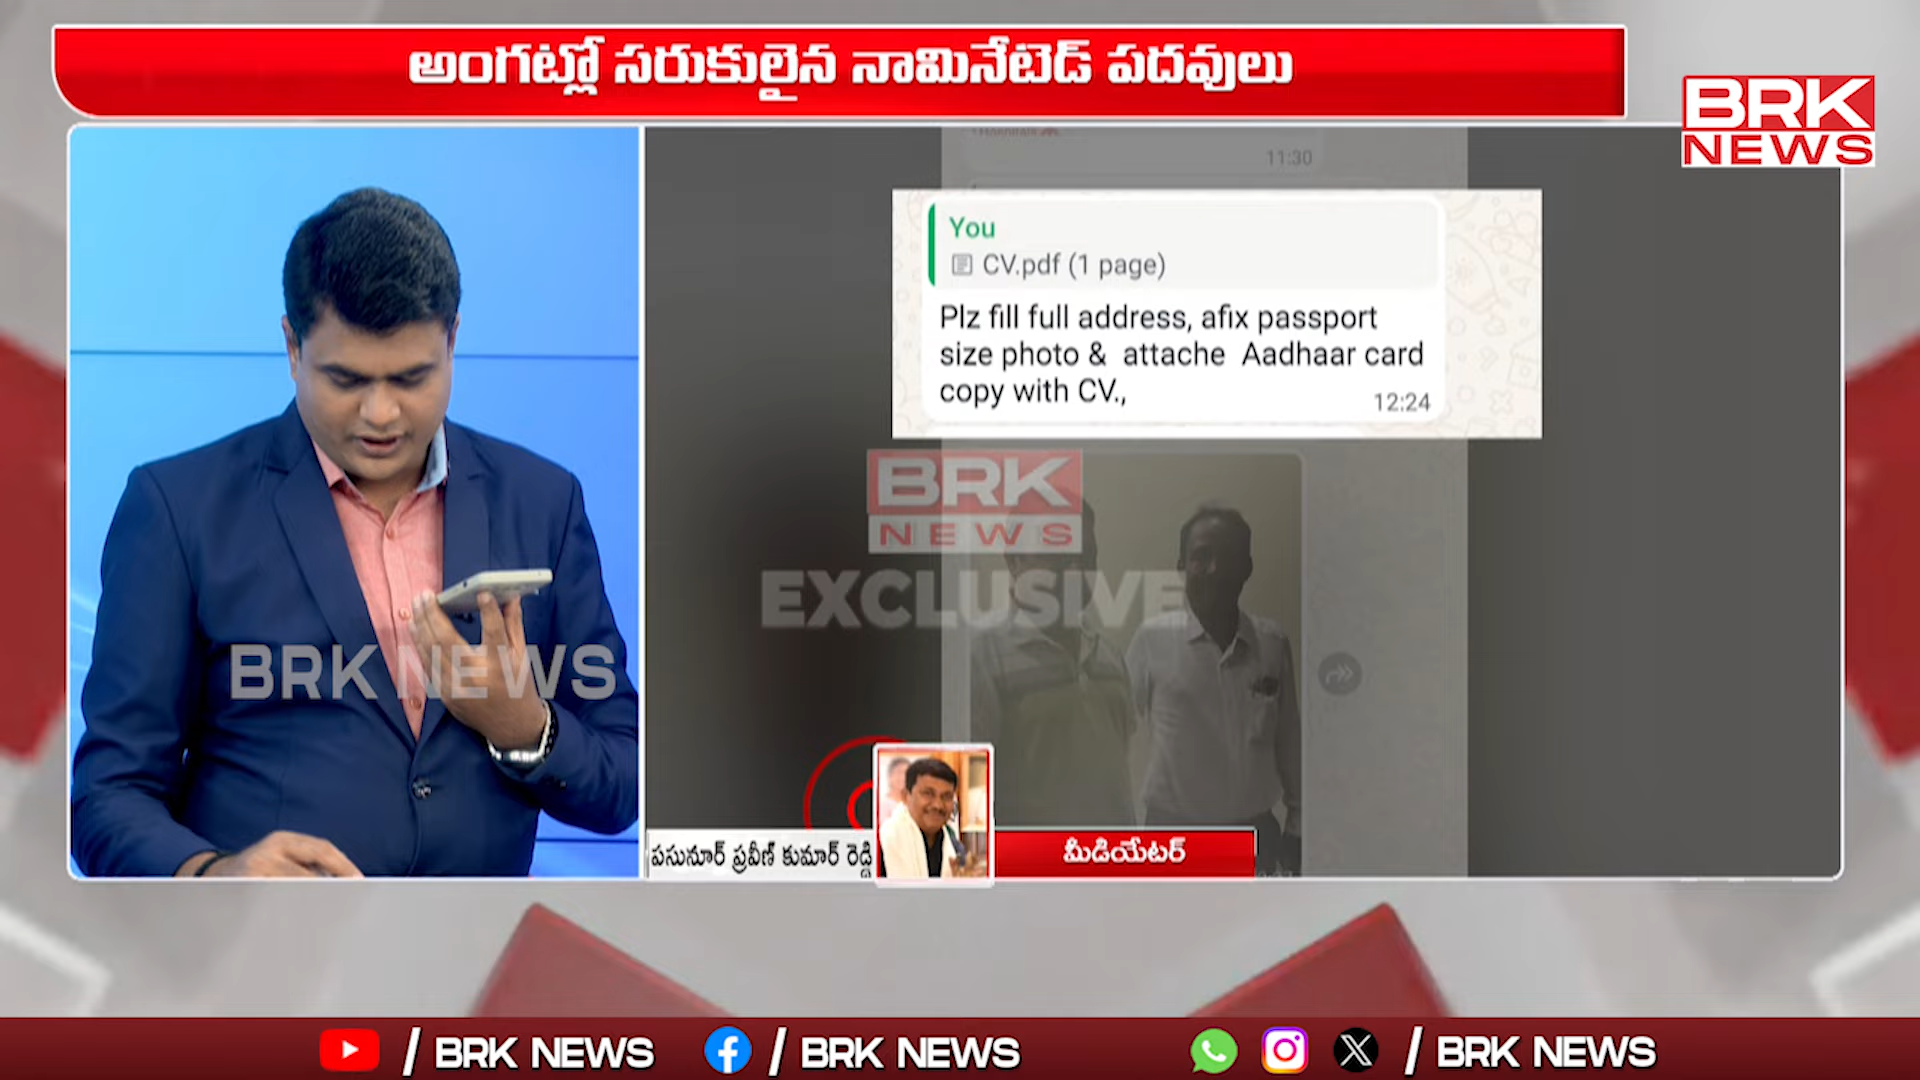 అంగట్లో సరుకులైన నామినేటెడ్ పదవులు
BRK
NEWS
11:30
You
CV.pdf (1 page)
Plz fill full address, afix passport
size photo & attache Aadhaar card
copy with CV.,
12:24
BRK
NEWS
EXCLUSIVE
BRK NEWS
పసునూర్ ప్రవీణ్ కుమార్ రెడ్డి
మీడియేటర్
/ BRK NEWS
/ BRK NEWS
/ BRK NEWS